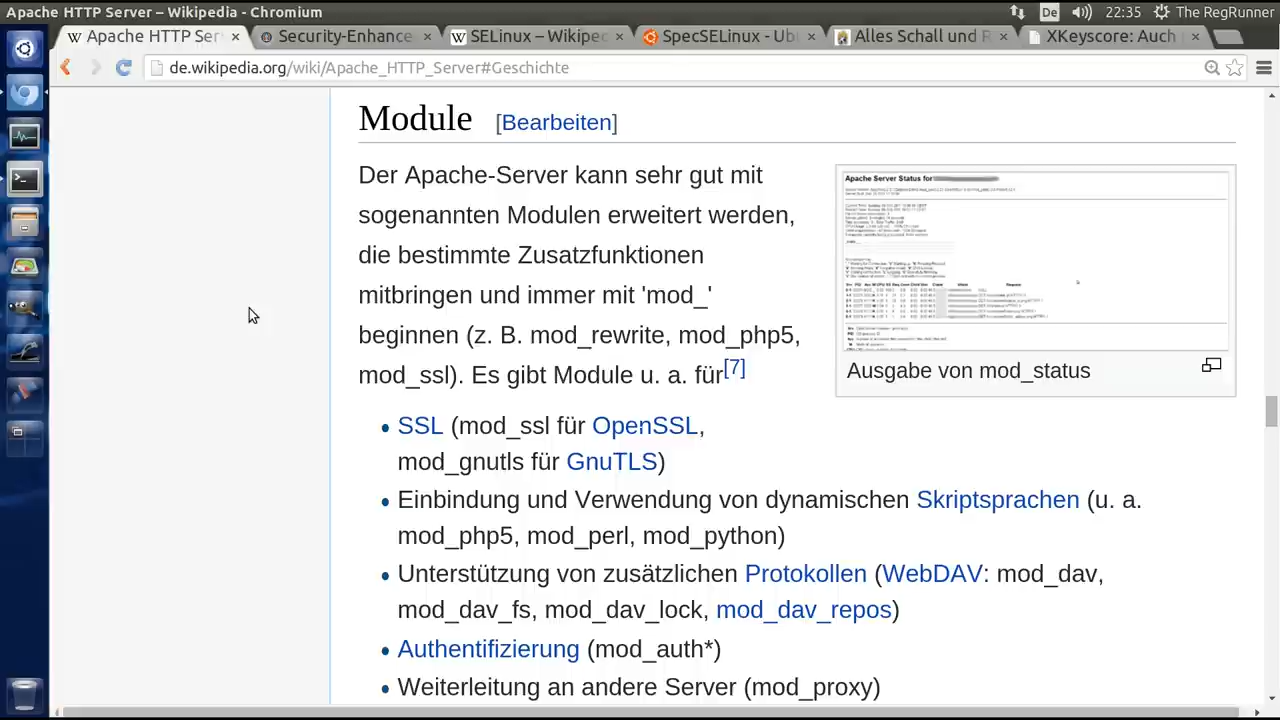 Apache HTTP Server – Wikipedia - Chromium
De
22:35
The RegRunner
Apache HTTP Ser
Security-Enhance
SELinux – Wikiped
SpecSELinux - Ub
Alles Schall und R
XKeyscore: Auch
de.wikipedia.org/wiki/Apache_HTTP_Server#Geschichte
Module [Bearbeiten]
Der Apache-Server kann sehr gut mit
sogenannten Modulen erweitert werden,
die bestimmte Zusatzfunktionen
mitbringen und immer mit 'mod_'
beginnen (z. B. mod_rewrite, mod_php5,
mod_ssl). Es gibt Module u. a. für[7]
Apache Server Status for
Ausgabe von mod_status
• SSL (mod_ssl für OpenSSL,
mod_gnutls für GnuTLS)
• Einbindung und Verwendung von dynamischen Skriptsprachen (u. a.
mod_php5, mod_perl, mod_python)
• Unterstützung von zusätzlichen Protokollen (WebDAV: mod_dav,
mod_dav_fs, mod_dav_lock, mod_dav_repos)
• Authentifizierung (mod_auth*)
• Weiterleitung an andere Server (mod_proxy)